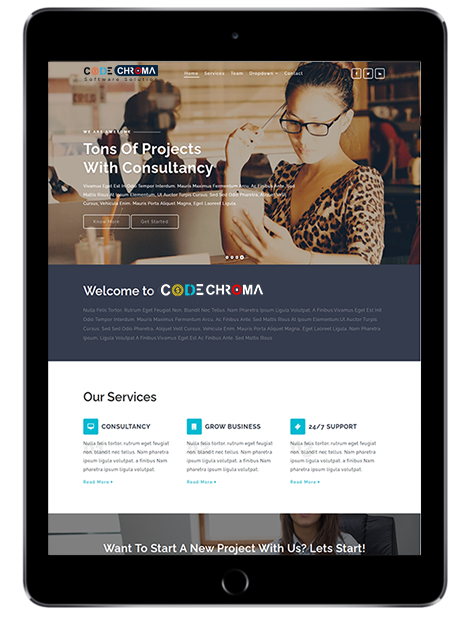 CODE CHROMA
Software Solution
Home Services Team Dropdown Contact
WE ARE AWESOME
Tons Of Projects
With Consultancy
Vivamus Eget Est Int Odio Tempor Interdum. Mauris Maximus Fermentum Arcu, Ac Finibus Ante. Sed
Mattis Risus At Ipsum Elementum, Ut Auctor Turpis Cursus. Sed Sed Odio Pharetra, Aliquet
Cursus, Vehicula Enim. Mauris Porta Aliquet Magna, Eget Laoreet Ligula.
Know More Get Started
Welcome to CODECHROMA
Nulla Felis Tortor, Rutrum Eget Feugiat Non, Blandit Nec Tellus. Nam Pharetra Ipsum Ligula Volutpat, A Finibus Vivamus Eget Est Int
Odio Tempor Interdum. Mauris Maximus Fermentum Arcu, Ac Finibus Ante. Sed Mattis Risus At Ipsum Elementum, Ut Auctor Turpis
Cursus. Sed Sed Odio Pharetra, Aliquet Velit Cursus, Vehicula Enim. Mauris Porta Aliquet Magna, Eget Laoreet Ligula. Nam Pharetra
Ipsum Ligula Volutpat, A Finibus Vivamus Eget Est Ac Finibus Ante. Sed Mattis Risus
Our Services
CONSULTANCY
Nulla felis tortor, rutrum eget feugiat
non, blandit nec tellus. Nam pharetra
ipsum ligula volutpat, a finibus Nam
pharetra ipsum ligula volutpat.
Read More
GROW BUSINESS
Nulla felis tortor, rutrum eget feugiat
non, blandit nec tellus. Nam pharetra
ipsum ligula volutpat, a finibus Nam
pharetra ipsum ligula volutpat.
Read More
24/7 SUPPORT
Nulla felis tortor, rutrum eget feugiat
non, blandit nec tellus. Nam pharetra
ipsum ligula volutpat, a finibus Nam
pharetra ipsum ligula volutpat.
Read More
Want To Start A New Project With Us? Lets Start!